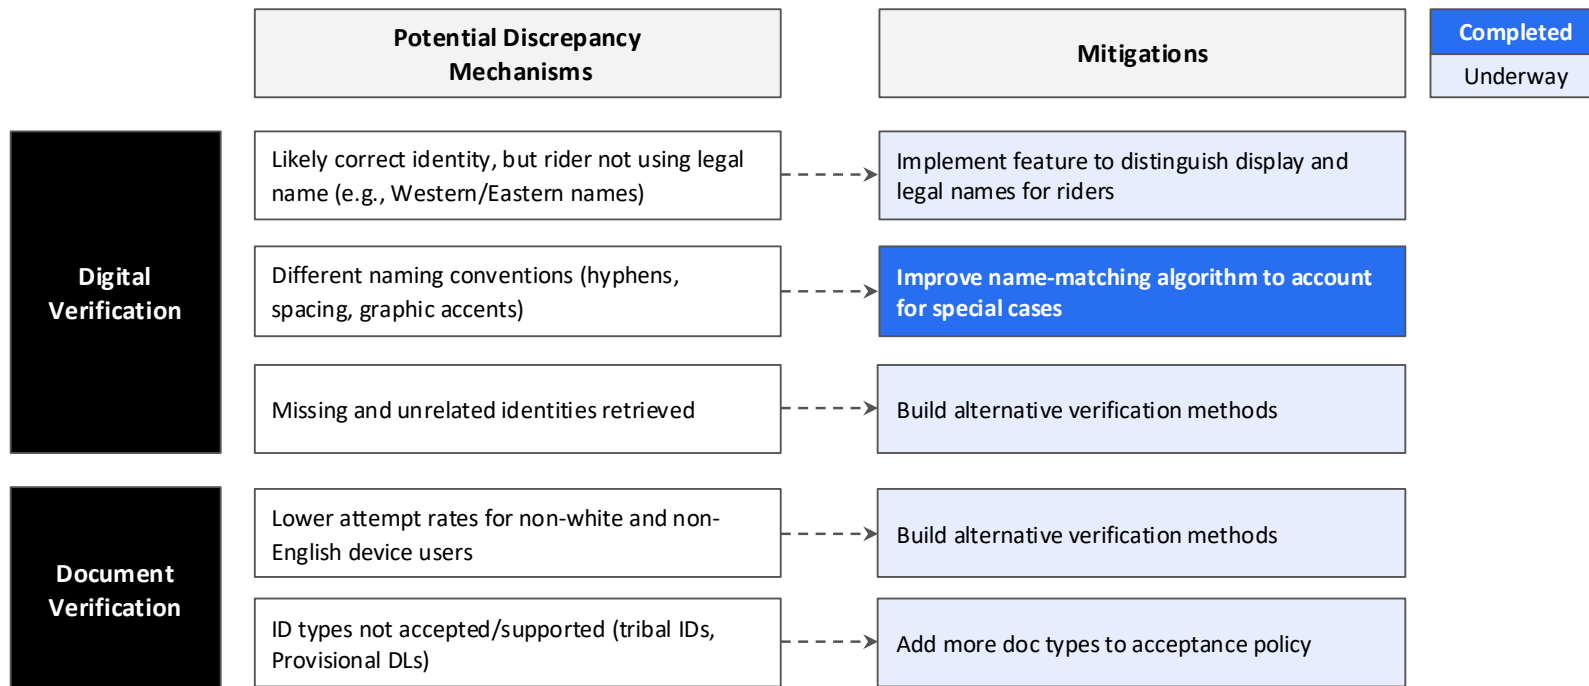 Potential Discrepancy
Mechanisms
Mitigations
Completed
Underway
Digital
Verification
Likely correct identity, but rider not using legal
name (e.g., Western/Eastern names)
Implement feature to distinguish display and
legal names for riders
Different naming conventions (hyphens,
spacing, graphic accents)
Improve name-matching algorithm to account
for special cases
Missing and unrelated identities retrieved
Build alternative verification methods
Document
Verification
Lower attempt rates for non-white and non-
English device users
Build alternative verification methods
ID types not accepted/supported (tribal IDs,
Provisional DLs)
Add more doc types to acceptance policy